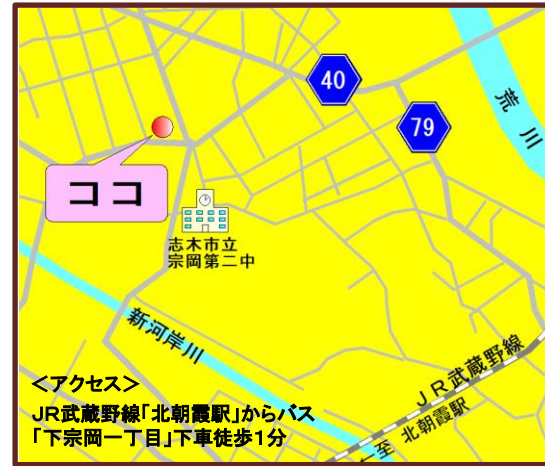 40
79
荒川
ココ
志木市立
宗岡第二中
新河岸川
JR武蔵野線
←至 北朝霞駅
<アクセス>
JR武蔵野線「北朝霞駅」からバス
「下宗岡一丁目」下車徒歩1分